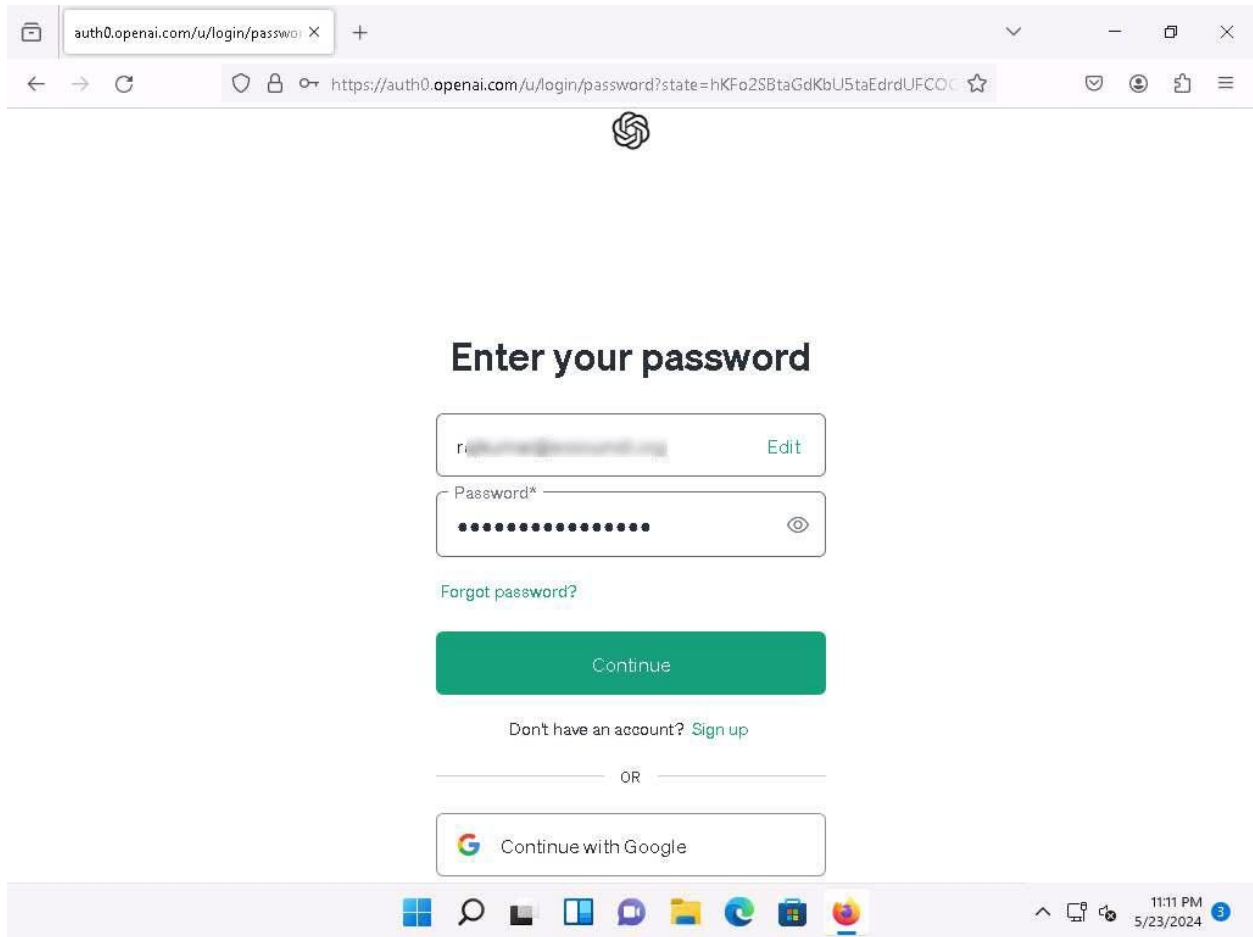 auth0.openai.com/u/login/passwo
https://auth0.openai.com/u/login/password?state=hKFo2SBtaGdKbU5taEdrdUFCOC
Enter your password
Edit
Password*
Forgot password?
Continue
Don't have an account? Sign up
OR
Continue with Google
11:11 PM
5/23/2024
3